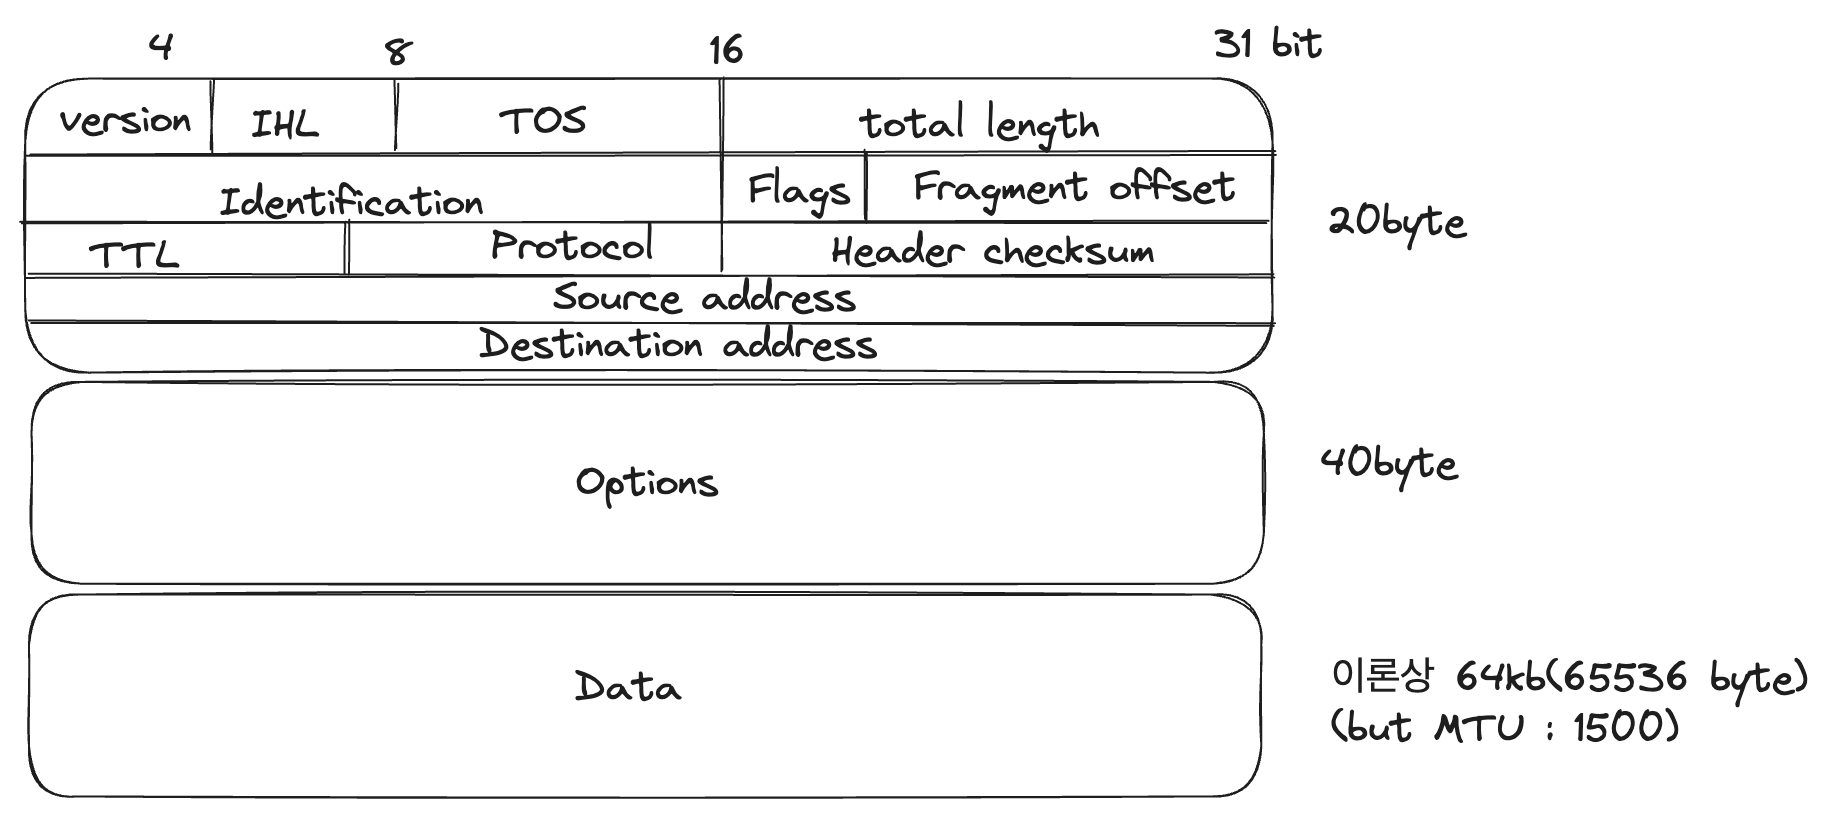 4 8 16 31 bit
version IHL TOS total length
Identification Flags Fragment offset
20byte
TTL Protocol Header checksum
Source address
Destination address
Options
40byte
Data
이론상 64kb(65536 byte)
(but MTU : 1500)